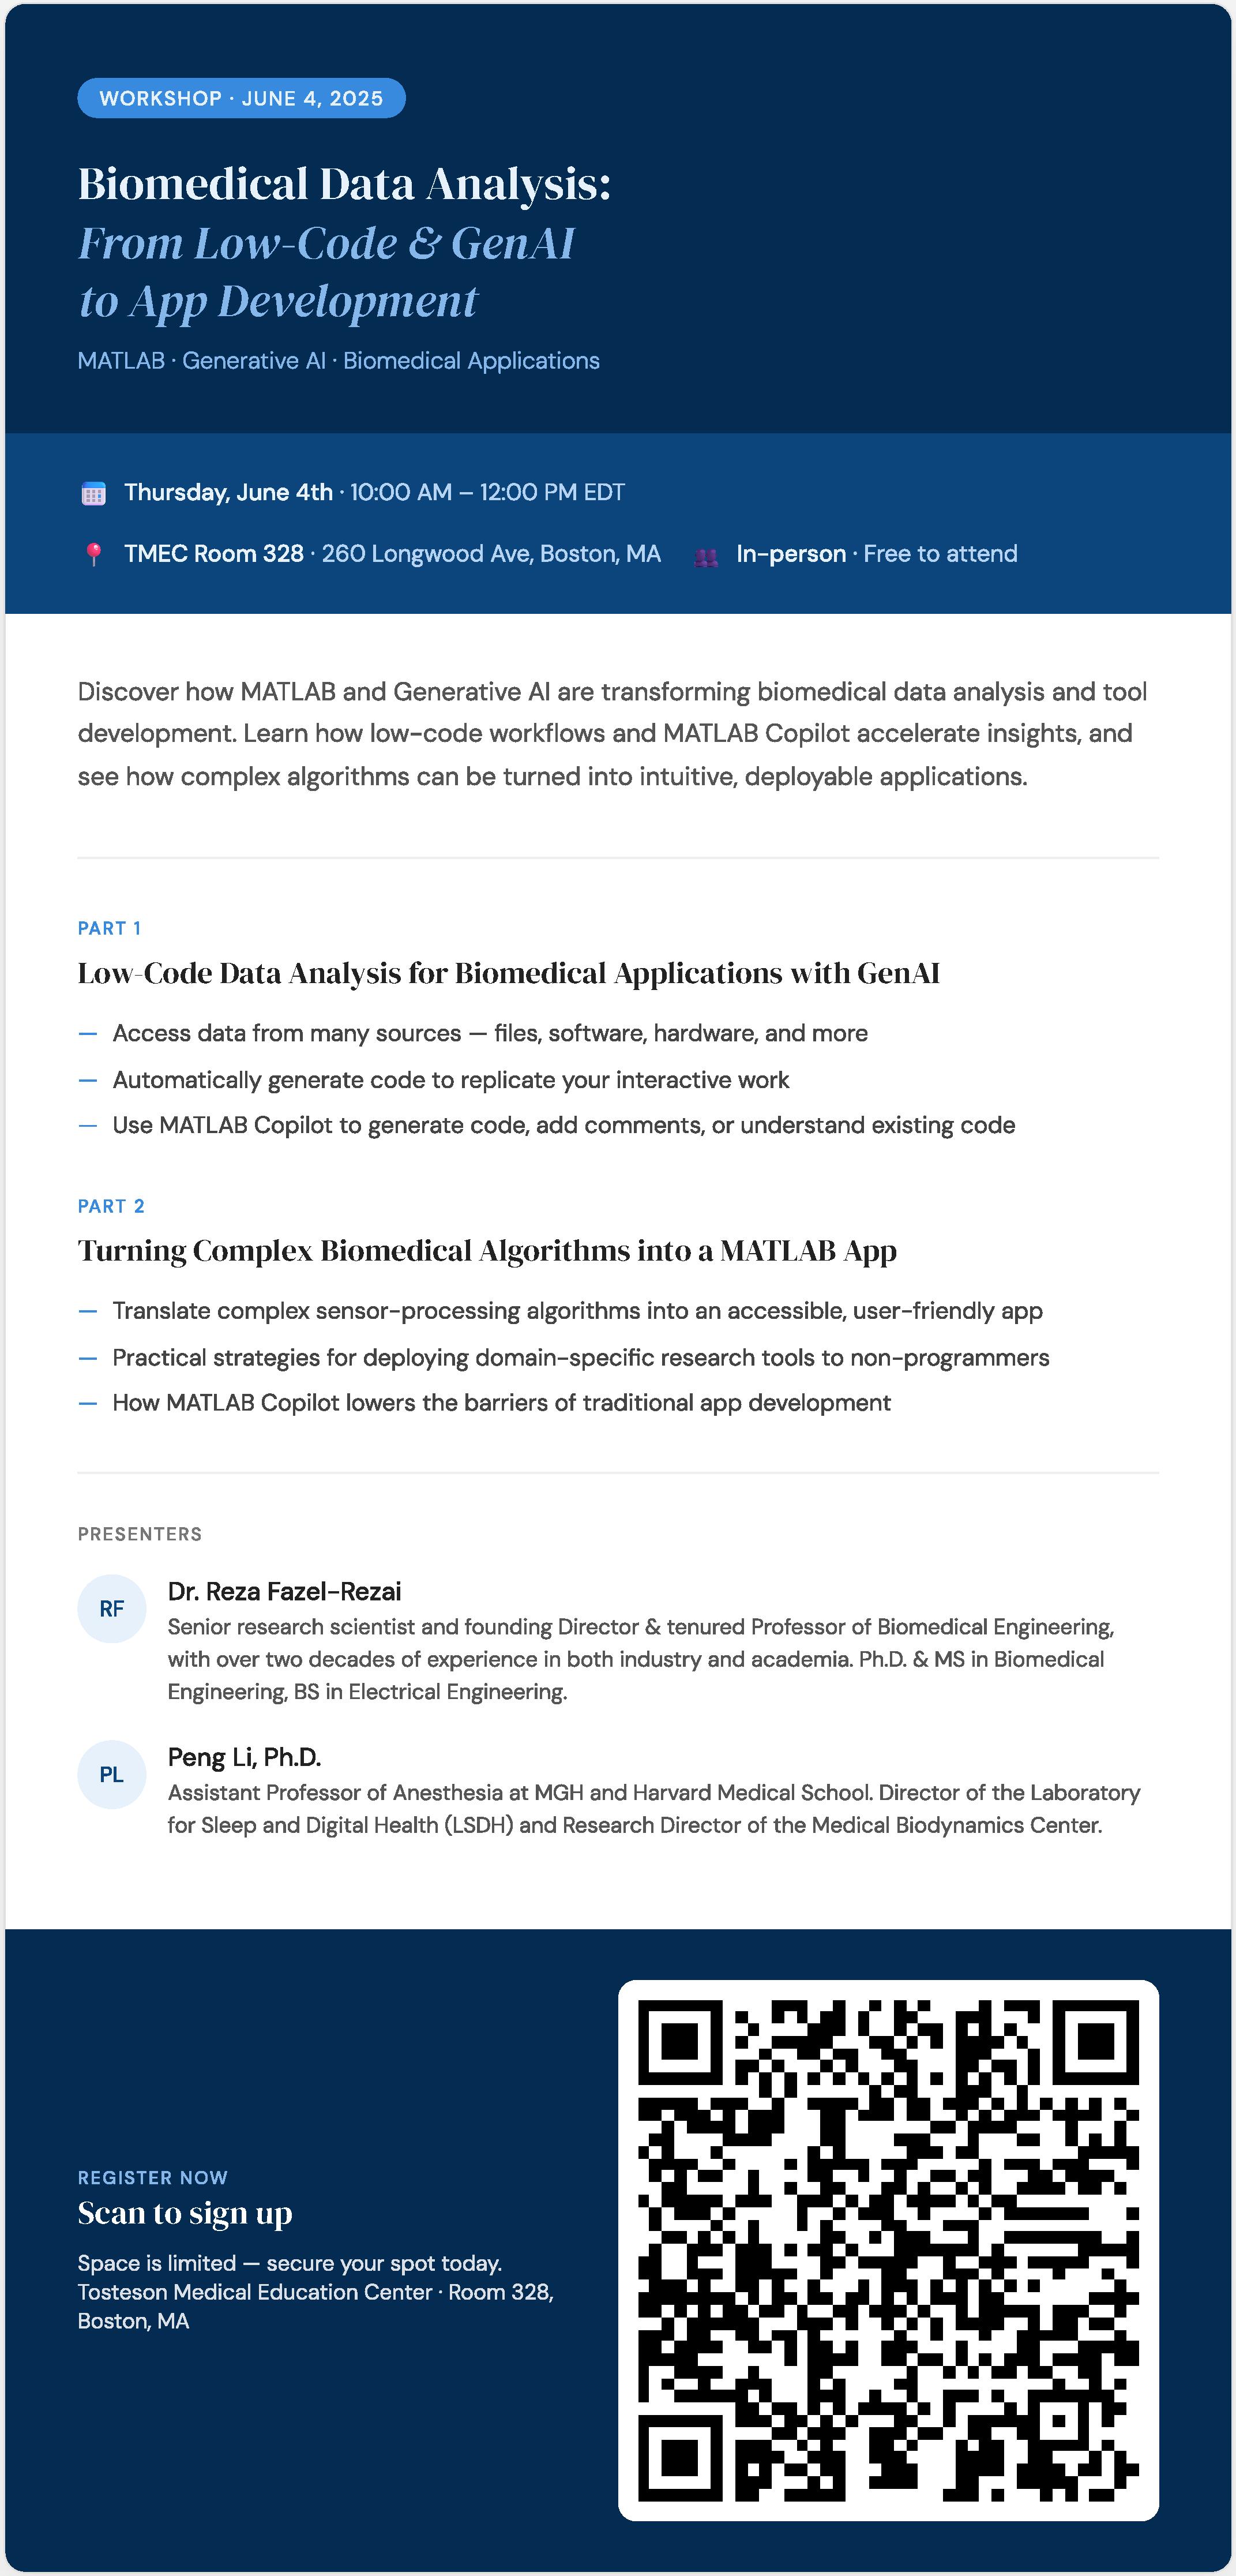 WORKSHOP · JUNE 4, 2025
Biomedical Data Analysis:
From Low-Code & GenAI
to App Development
MATLAB · Generative AI · Biomedical Applications
Thursday, June 4th · 10:00 AM – 12:00 PM EDT
TMEC Room 328 · 260 Longwood Ave, Boston, MA
In-person · Free to attend
Discover how MATLAB and Generative AI are transforming biomedical data analysis and tool
development. Learn how low-code workflows and MATLAB Copilot accelerate insights, and
see how complex algorithms can be turned into intuitive, deployable applications.
PART 1
Low-Code Data Analysis for Biomedical Applications with GenAI
— Access data from many sources — files, software, hardware, and more
— Automatically generate code to replicate your interactive work
— Use MATLAB Copilot to generate code, add comments, or understand existing code
PART 2
Turning Complex Biomedical Algorithms into a MATLAB App
— Translate complex sensor-processing algorithms into an accessible, user-friendly app
— Practical strategies for deploying domain-specific research tools to non-programmers
— How MATLAB Copilot lowers the barriers of traditional app development
PRESENTERS
RF
Dr. Reza Fazel-Rezai
Senior research scientist and founding Director & tenured Professor of Biomedical Engineering,
with over two decades of experience in both industry and academia. Ph.D. & MS in Biomedical
Engineering, BS in Electrical Engineering.
PL
Peng Li, Ph.D.
Assistant Professor of Anesthesia at MGH and Harvard Medical School. Director of the Laboratory
for Sleep and Digital Health (LSDH) and Research Director of the Medical Biodynamics Center.
REGISTER NOW
Scan to sign up
Space is limited — secure your spot today.
Tosteson Medical Education Center · Room 328,
Boston, MA